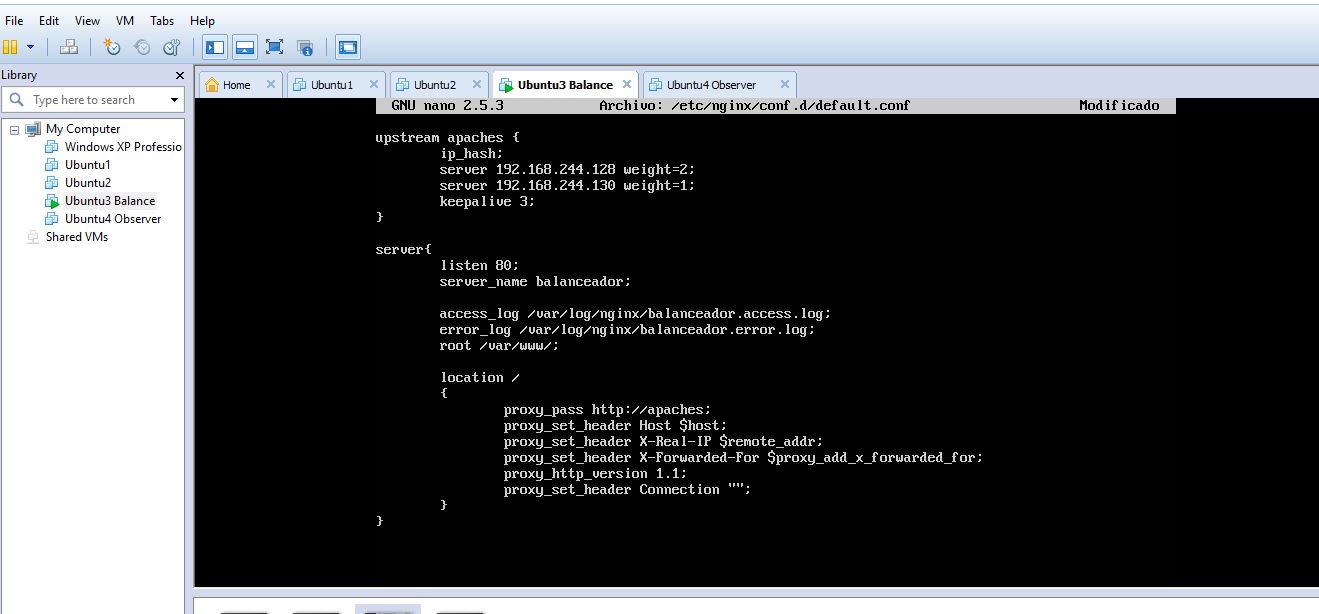 File Edit View VM Tabs Help
Library
Type here to search
My Computer
Windows XP Professio
Ubuntu1
Ubuntu2
Ubuntu3 Balance
Ubuntu4 Observer
Shared VMs
Home Ubuntu1 Ubuntu2 Ubuntu3 Balance Ubuntu4 Observer
GNU nano 2.5.3 Archivo: /etc/nginx/conf.d/default.conf Modificado
upstream apaches {
ip_hash;
server 192.168.244.128 weight=2;
server 192.168.244.130 weight=1;
keepalive 3;
}
server{
listen 80;
server_name balanceador;
access_log /var/log/nginx/balanceador.access.log;
error_log /var/log/nginx/balanceador.error.log;
root /var/www/;
location /
{
proxy_pass http://apaches;
proxy_set_header Host $host;
proxy_set_header X-Real-IP $remote_addr;
proxy_set_header X-Forwarded-For $proxy_add_x_forwarded_for;
proxy_http_version 1.1;
proxy_set_header Connection "";
}
}